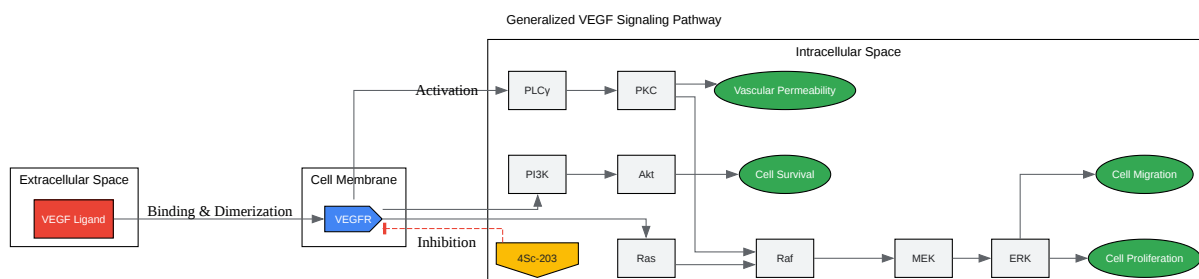 Generalized VEGF Signaling Pathway
Intracellular Space
Activation
PLCγ
PKC
Vascular Permeability
Extracellular Space
Cell Membrane
PI3K
Akt
Cell Survival
Cell Migration
VEGF Ligand
Binding & Dimerization
VEGFR
Inhibition
4Sc-203
Ras
Raf
MEK
ERK
Cell Proliferation